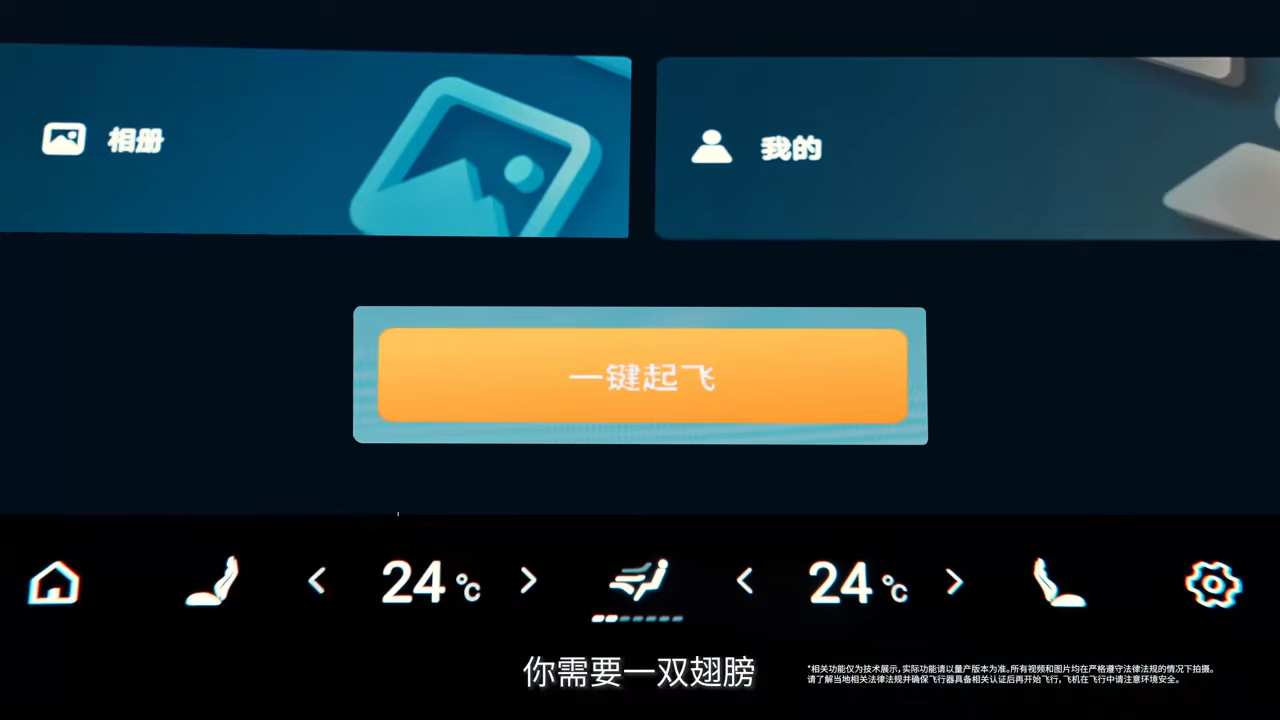 相册
我的
一键起飞
24℃
24℃
你需要一双翅膀
*相关功能仅为技术展示,实际功能请以量产版本为准。所有视频和图片均在严格遵守法律法规的情况下拍摄。
请了解当地相关法律法规并确保飞行器具备相关认证后再开始飞行,飞机在飞行中请注意环境安全。